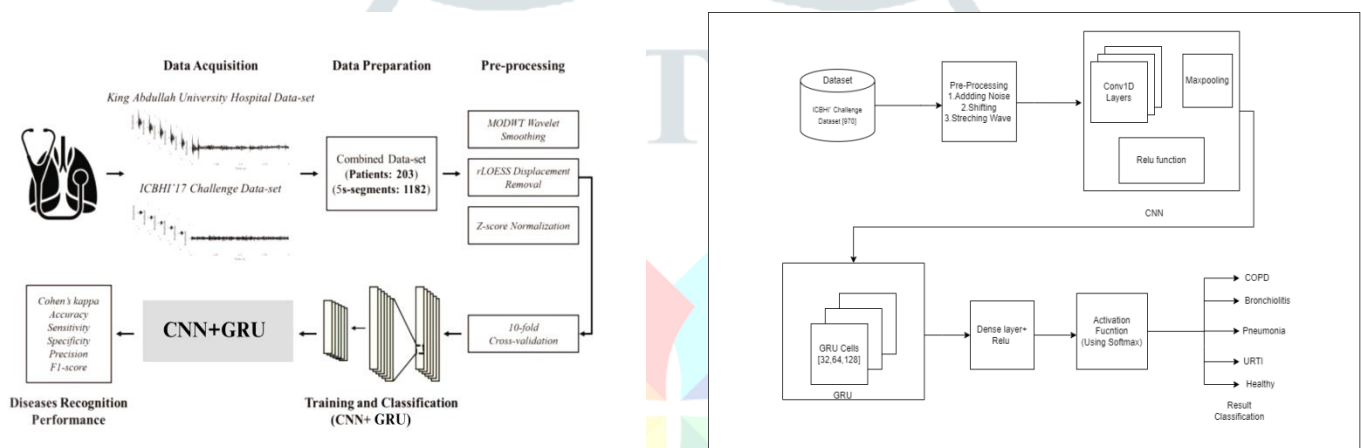 Data Acquisition
Data Preparation
Pre-processing
King Abdullah University Hospital Data-set
ICBHI'17 Challenge Data-set
Combined Data-set
(Patients: 203)
(5s-segments: 1182)
MODWT Wavelet
Smoothing
rLOESS Displacement
Removal
Z-score Normalization
10-fold
Cross-validation
CNN+GRU
Training and Classification
(CNN+ GRU)
Cohen's kappa
Accuracy
Sensitivity
Specificity
Precision
F1-score
Diseases Recognition
Performance
Dataset
ICBHI' Challenge
Dataset [970]
Pre-Processing
1.Addding Noise
2.Shifting
3.Streching Wave
Conv1D
Layers
Maxpooling
Relu function
CNN
GRU Cells
[32,64,128]
GRU
Dense layer+
Relu
Activation
Fucntion
(Using Softmax)
COPD
Bronchiolitis
Pneumonia
URTI
Healthy
Result
Classification